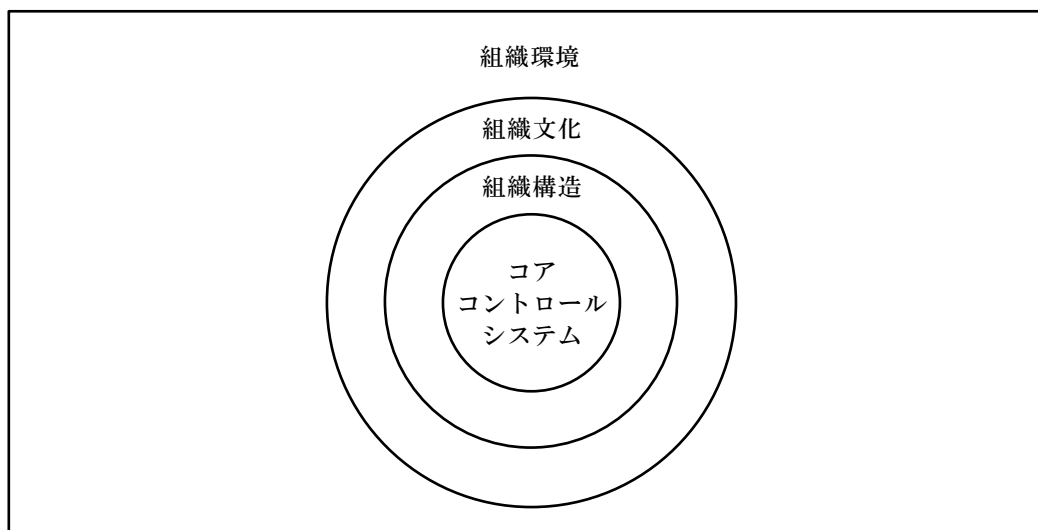 組織環境
組織文化
組織構造
コア
コントロール
システム